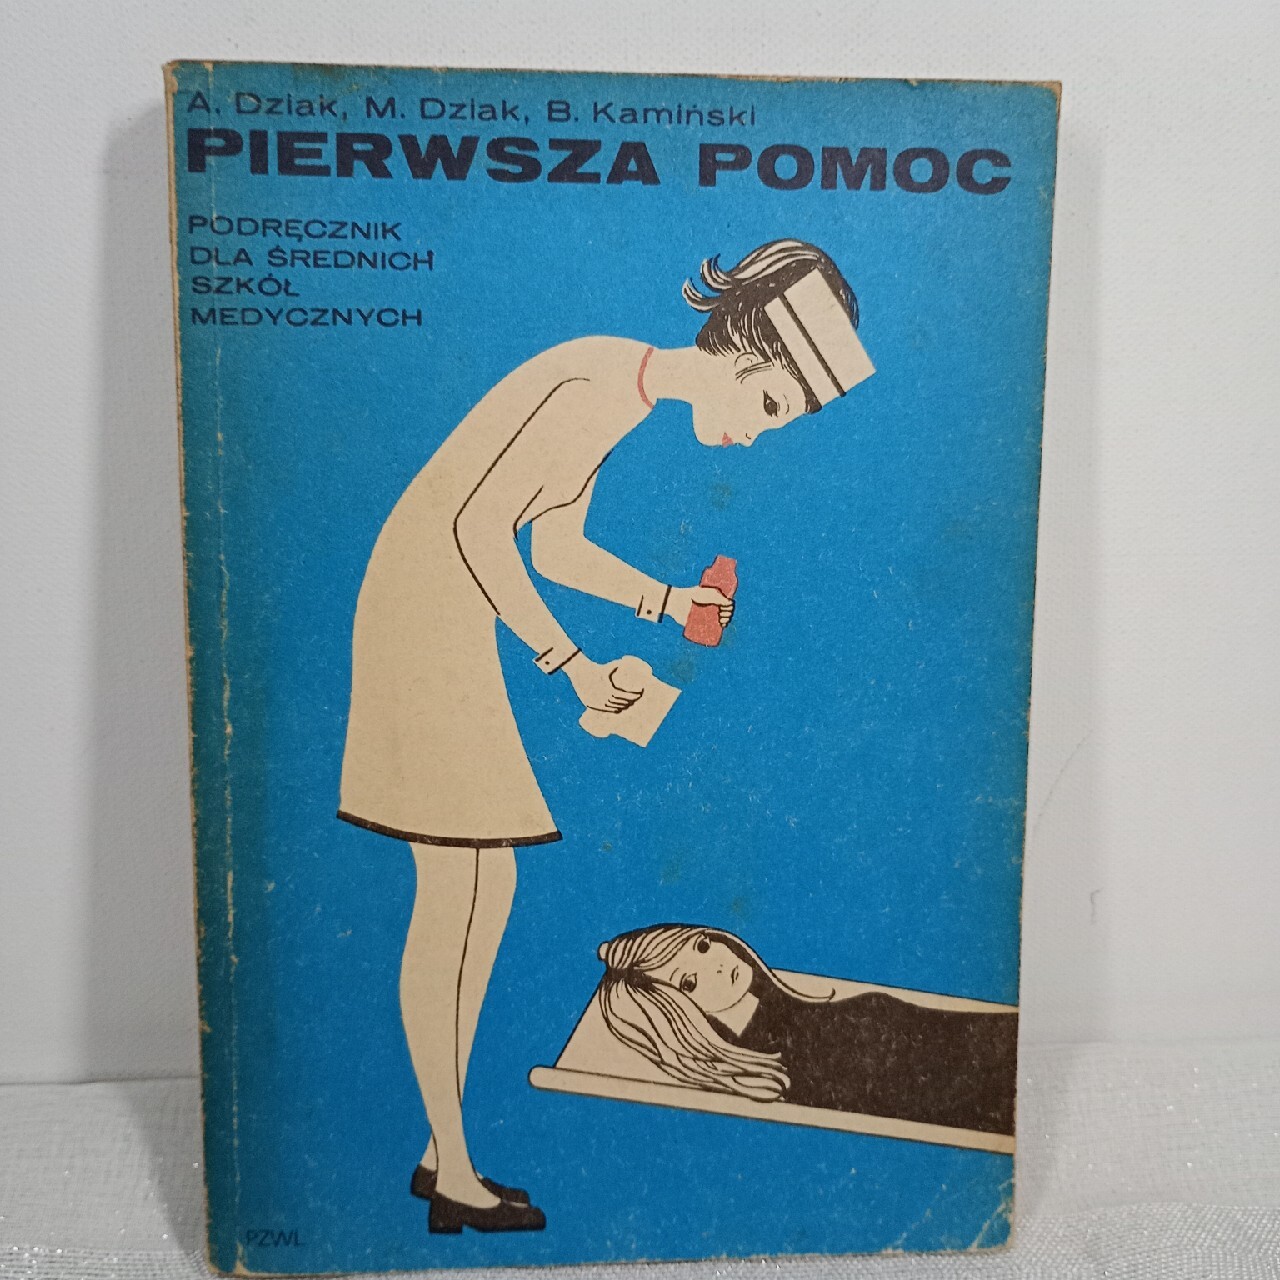 A. Dziak, M. Dziak, B. Kamiński
PIERWSZA POMOC
PODRĘCZNIK
DLA ŚREDNICH
SZKÓŁ
MEDYCZNYCH
PZWL